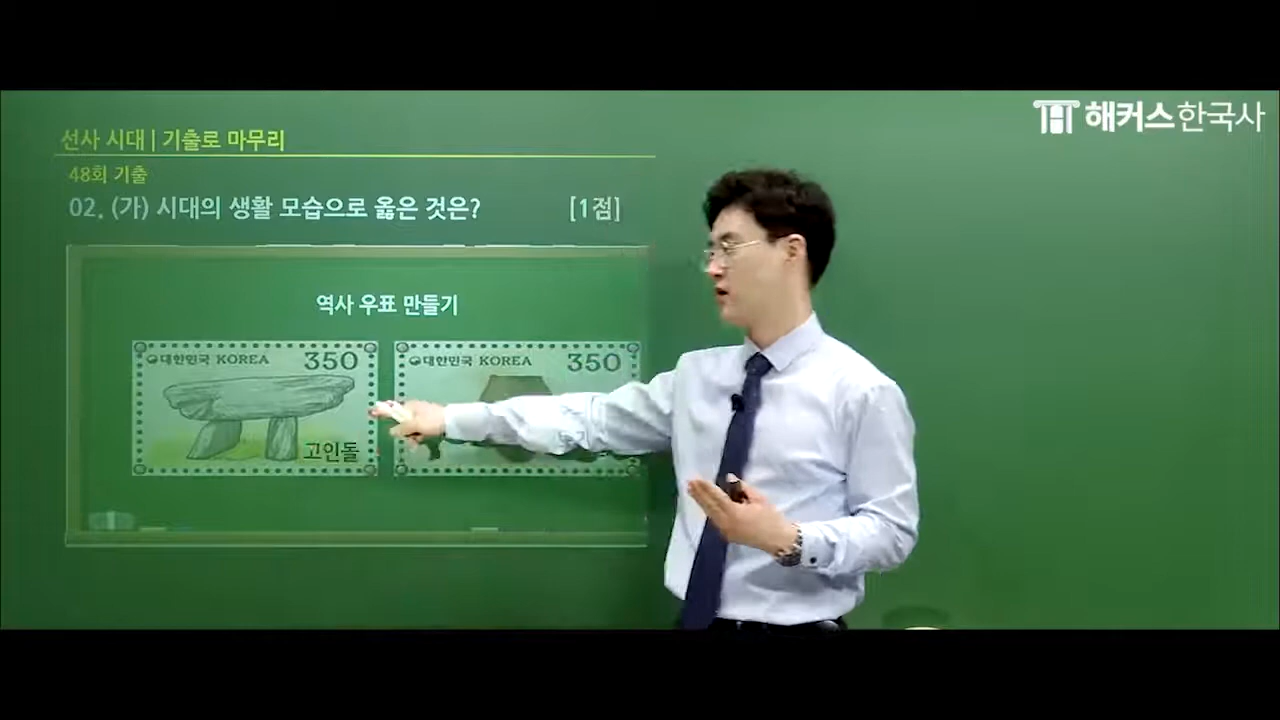 해커스한국사
선사 시대 | 기출로 마무리
48회 기출
02. (가) 시대의 생활 모습으로 옳은 것은? [1점]
역사 우표 만들기
대한민국 KOREA 350
고인돌
대한민국 KOREA 350